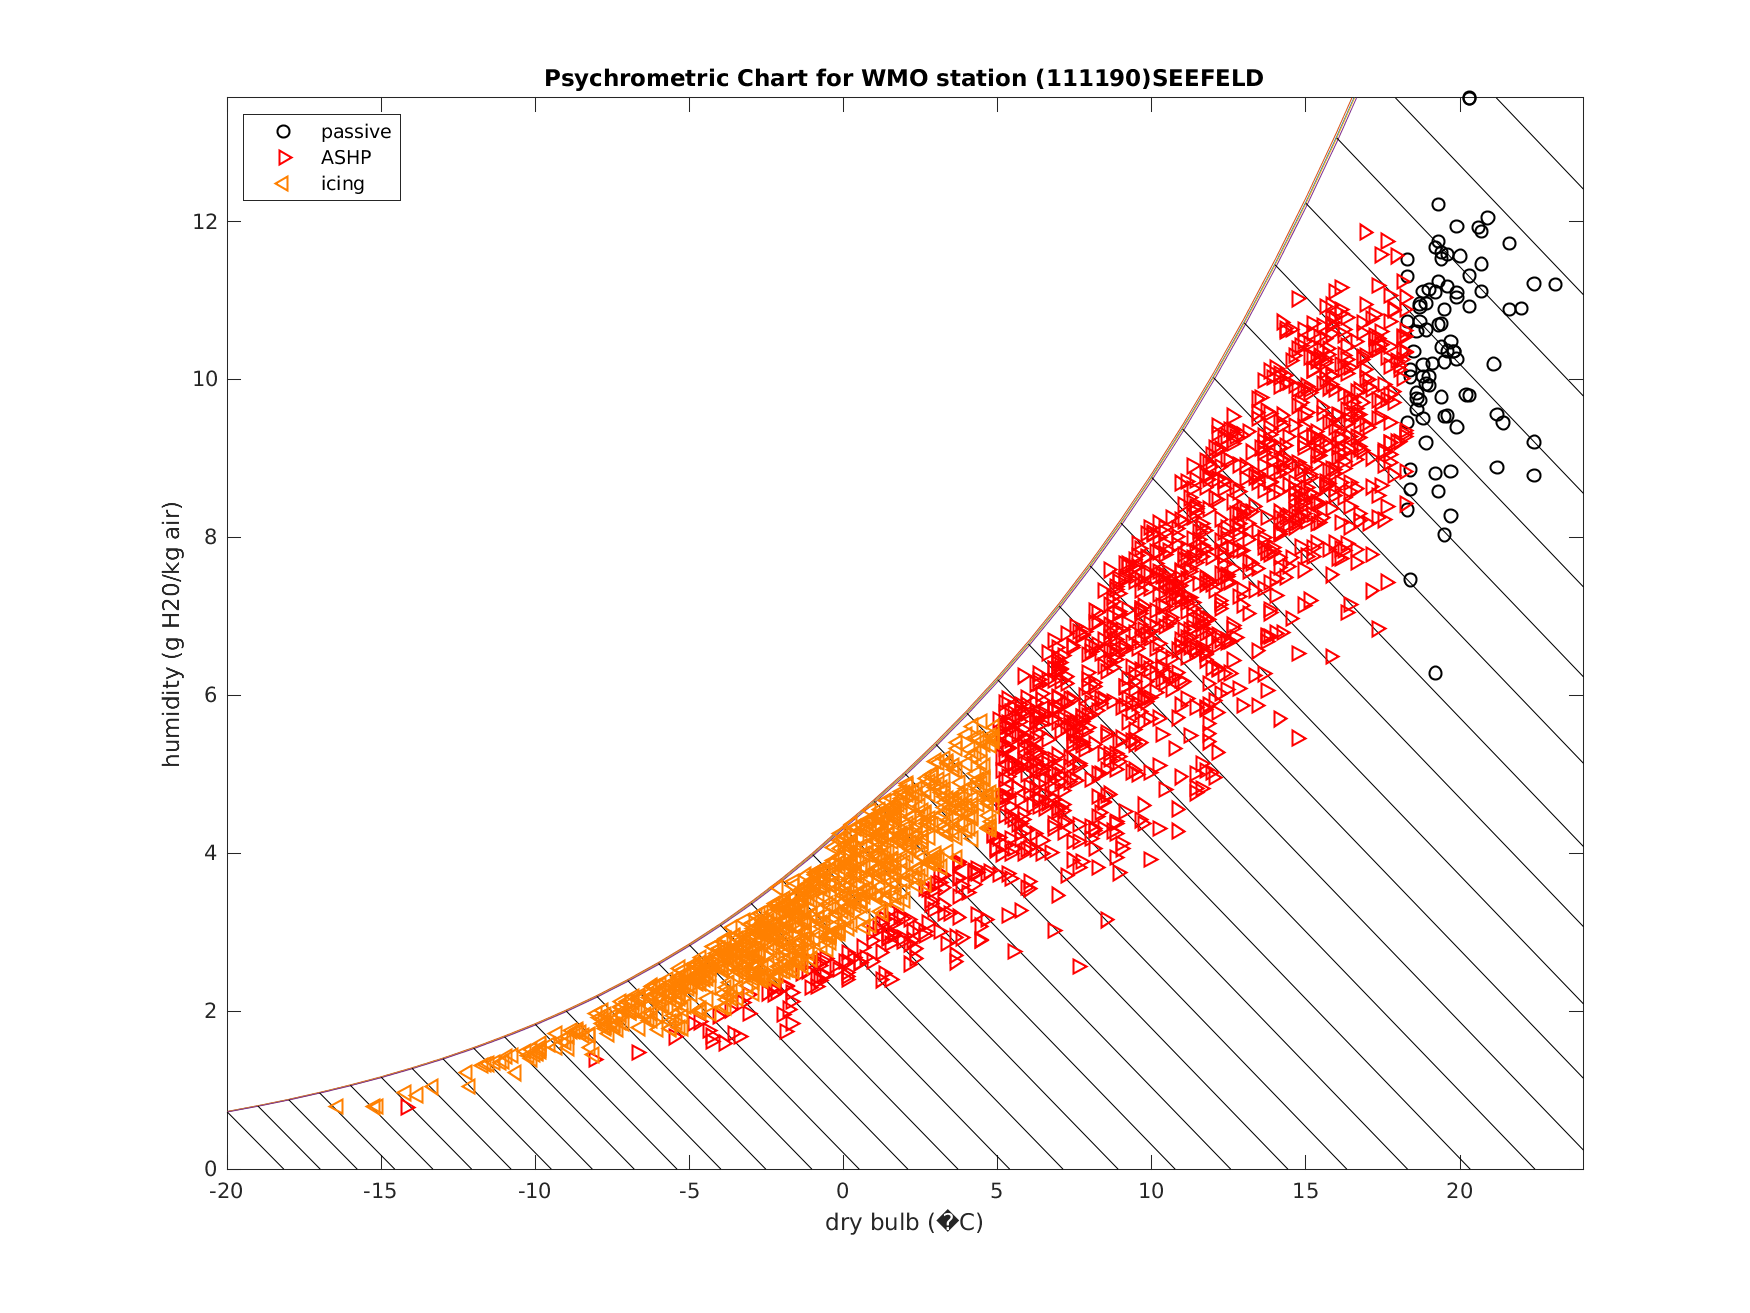 Psychrometric Chart for WMO station (111190)SEEFELD
passive
ASHP
icing
humidity (g H20/kg air)
12
10
8
6
4
2
0
-20 -15 -10 -5 0 5 10 15 20
dry bulb (�C)